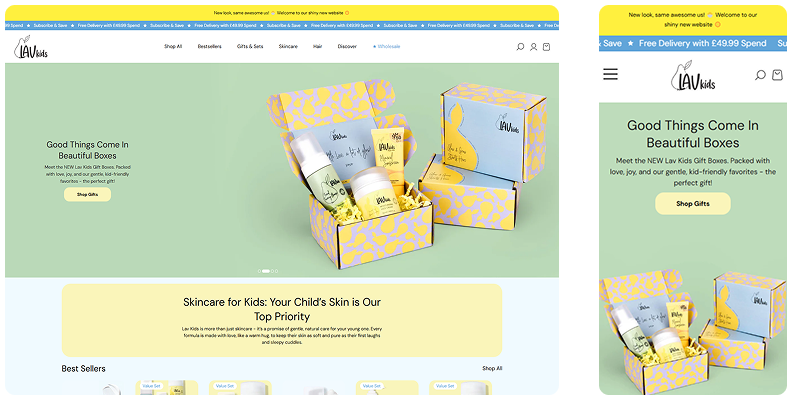 New look, same awesome us! Welcome to our shiny new website
Subscribe & Save ★ Free Delivery with £49.99 Spend ★ Subscribe & Save ★ Free Delivery with £49.99 Spend ★ Subscribe & Save ★ Free Delivery with £49.99 Spend ★ Subscribe & Save ★ Free Delivery with £49.99 Spend ★ Subscribe & Save
LAV kids
Shop All Bestsellers Gifts & Sets Skincare Hair Discover ★ Wholesale
Good Things Come In
Beautiful Boxes
Meet the NEW Lav Kids Gift Boxes. Packed
with love, joy, and our gentle, kid-friendly
favorites - the perfect gift!
Shop Gifts
LAV kids
Skincare for Kids: Your Child's Skin is Our
Top Priority
Lav Kids is more than just skincare - it's a promise of gentle, natural care for your young one. Every
formula is made with love, like a warm hug, to keep their skin as soft and pure as their first laughs
and sleepy cuddles.
Best Sellers
Shop All
Value Set Value Set Value Set Value Set
New look, same awesome us! Welcome to our
shiny new website
& Save ★ Free Delivery with £49.99 Spend ★ Su
LAV kids
Good Things Come In
Beautiful Boxes
Meet the NEW Lav Kids Gift Boxes. Packed with
love, joy, and our gentle, kid-friendly favorites - the
perfect gift!
Shop Gifts
LAV kids